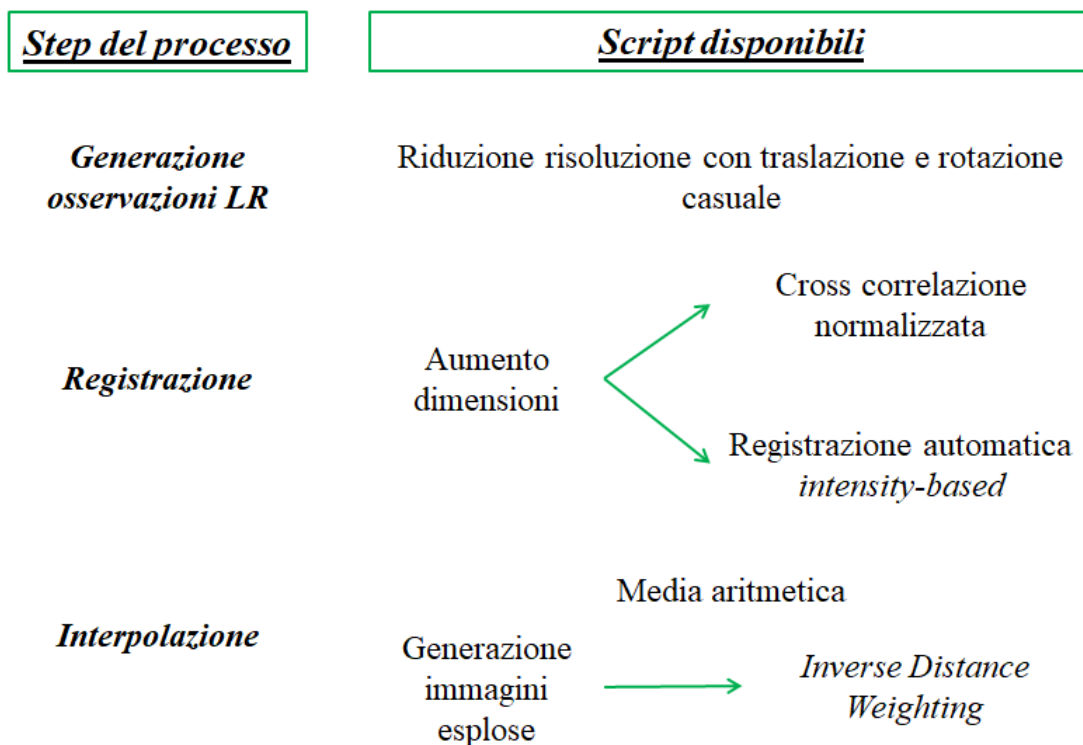 Step del processo
Script disponibili
Generazione
osservazioni LR
Riduzione risoluzione con traslazione e rotazione
casuale
Registrazione
Aumento
dimensioni
Cross correlazione
normalizzata
Registrazione automatica
intensity-based
Interpolazione
Media aritmetica
Generazione
immagini
esplose
Inverse Distance
Weighting